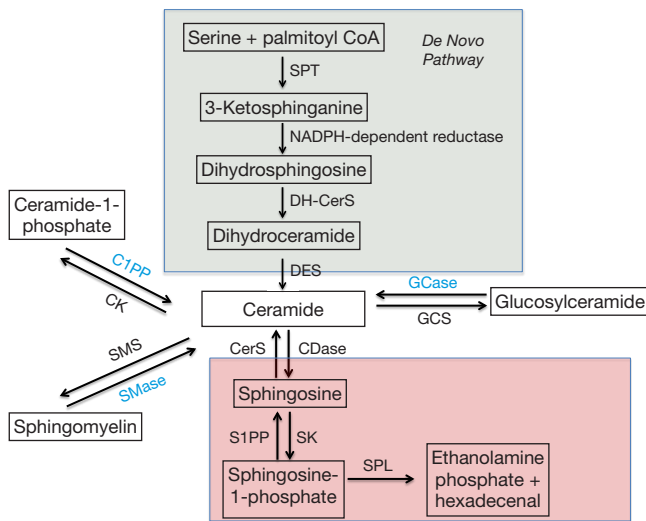 Serine + palmitoyl CoA
De Novo
Pathway
SPT
3-Ketosphinganine
NADPH-dependent reductase
Dihydrosphingosine
DH-CerS
Ceramide-1-
phosphate
Dihydroceramide
C1PP
CK
DES
GCase
Ceramide
Glucosylceramide
GCS
SMS
SMase
CerS
CDase
Sphingomyelin
Sphingosine
S1PP
SK
Sphingosine-
1-phosphate
SPL
Ethanolamine
phosphate +
hexadecenal